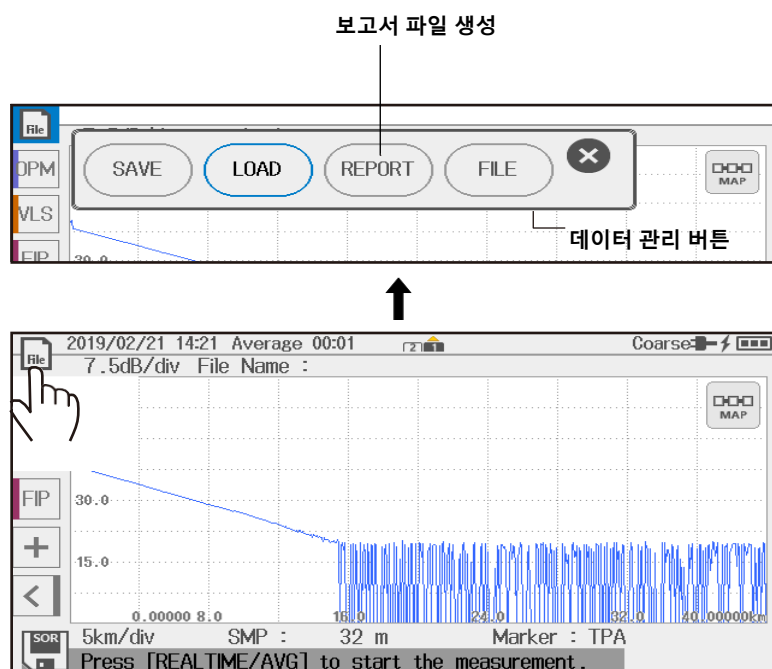 보고서 파일 생성
File
SAVE
LOAD
REPORT
FILE
MAP
OPM
VLS
FIP
30.0
데이터 관리 버튼
2019/02/21 14:21 Average 00:01
2 1
Coarse
File
7.5dB/div File Name :
MAP
FIP
30.0
15.0
0.00000 8.0 16.0 24.0 32.0 40.00000km
SOR
5km/div SMP : 32 m Marker : TPA
Press [REALTIME/AVG] to start the measurement.